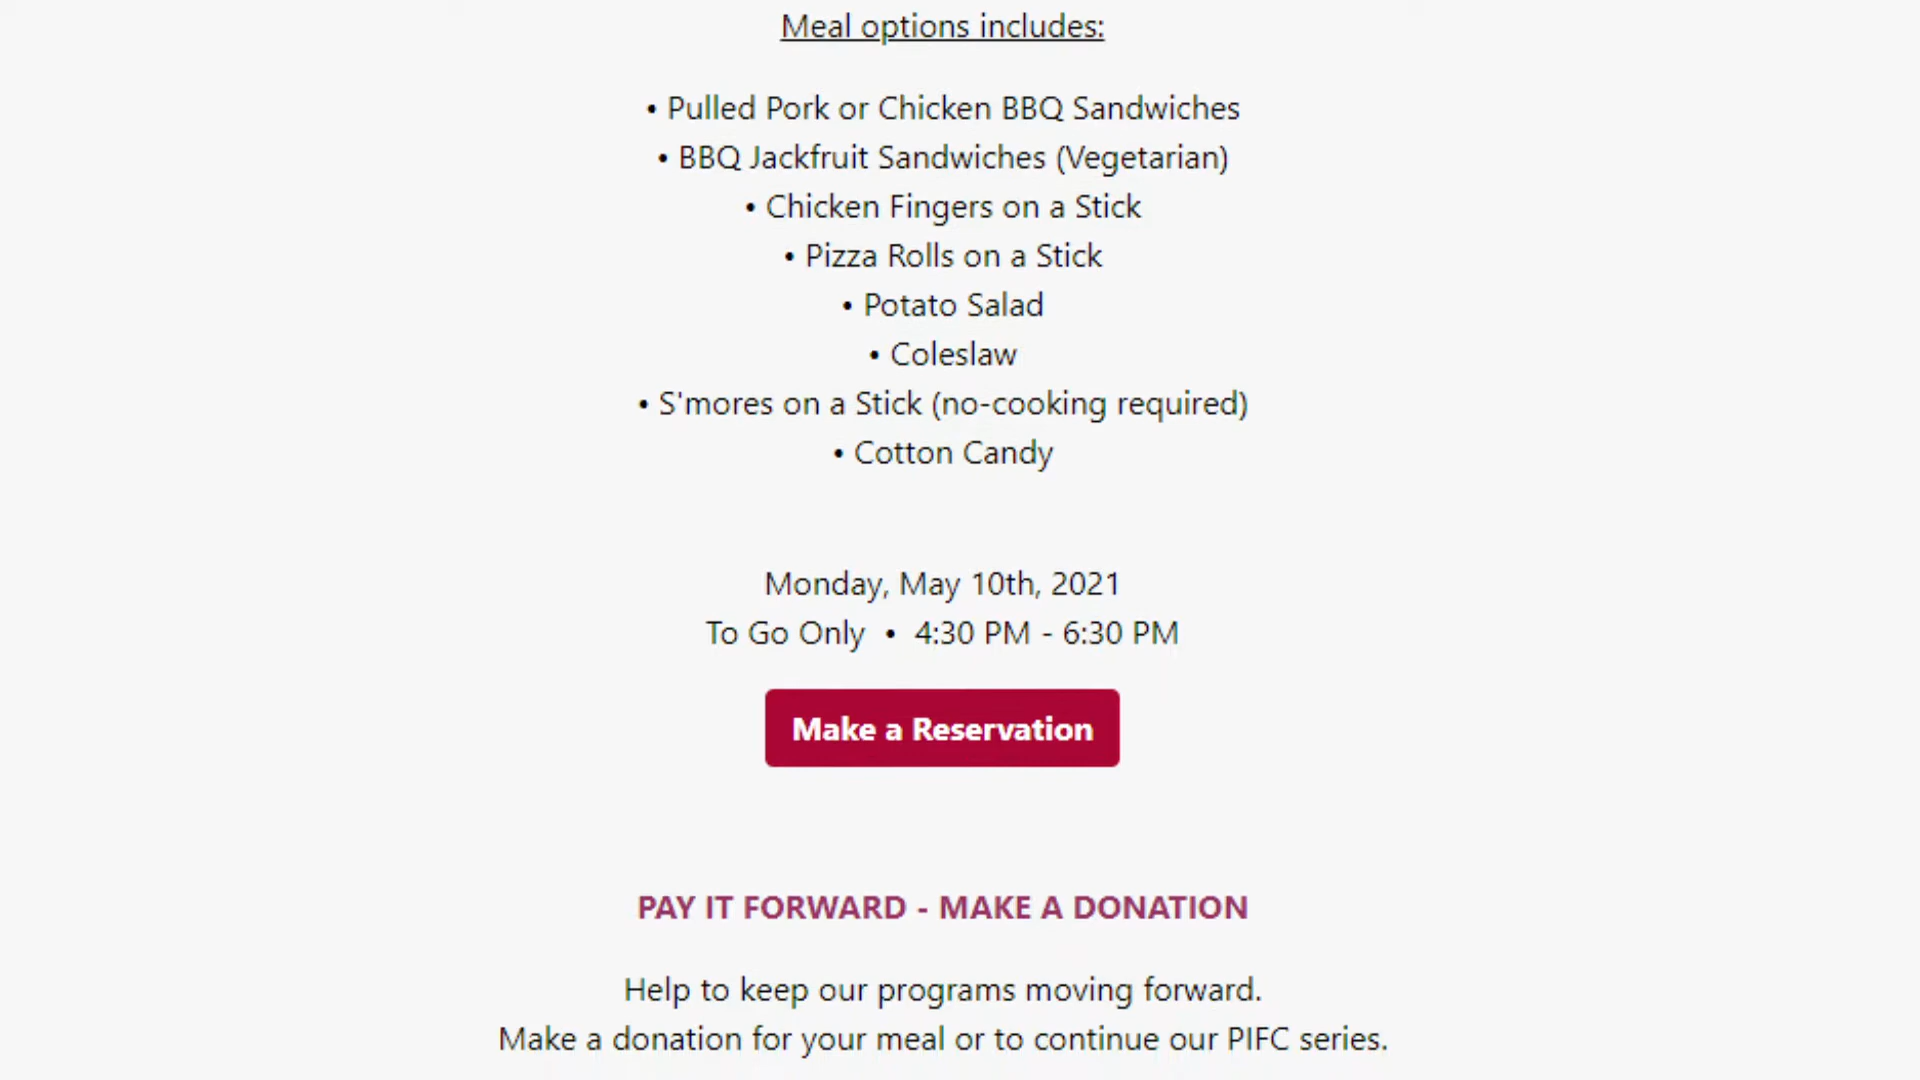 Meal options includes:
• Pulled Pork or Chicken BBQ Sandwiches
• BBQ Jackfruit Sandwiches (Vegetarian)
• Chicken Fingers on a Stick
• Pizza Rolls on a Stick
• Potato Salad
• Coleslaw
• S'mores on a Stick (no-cooking required)
• Cotton Candy
Monday, May 10th, 2021
To Go Only • 4:30 PM - 6:30 PM
Make a Reservation
PAY IT FORWARD - MAKE A DONATION
Help to keep our programs moving forward.
Make a donation for your meal or to continue our PIFC series.